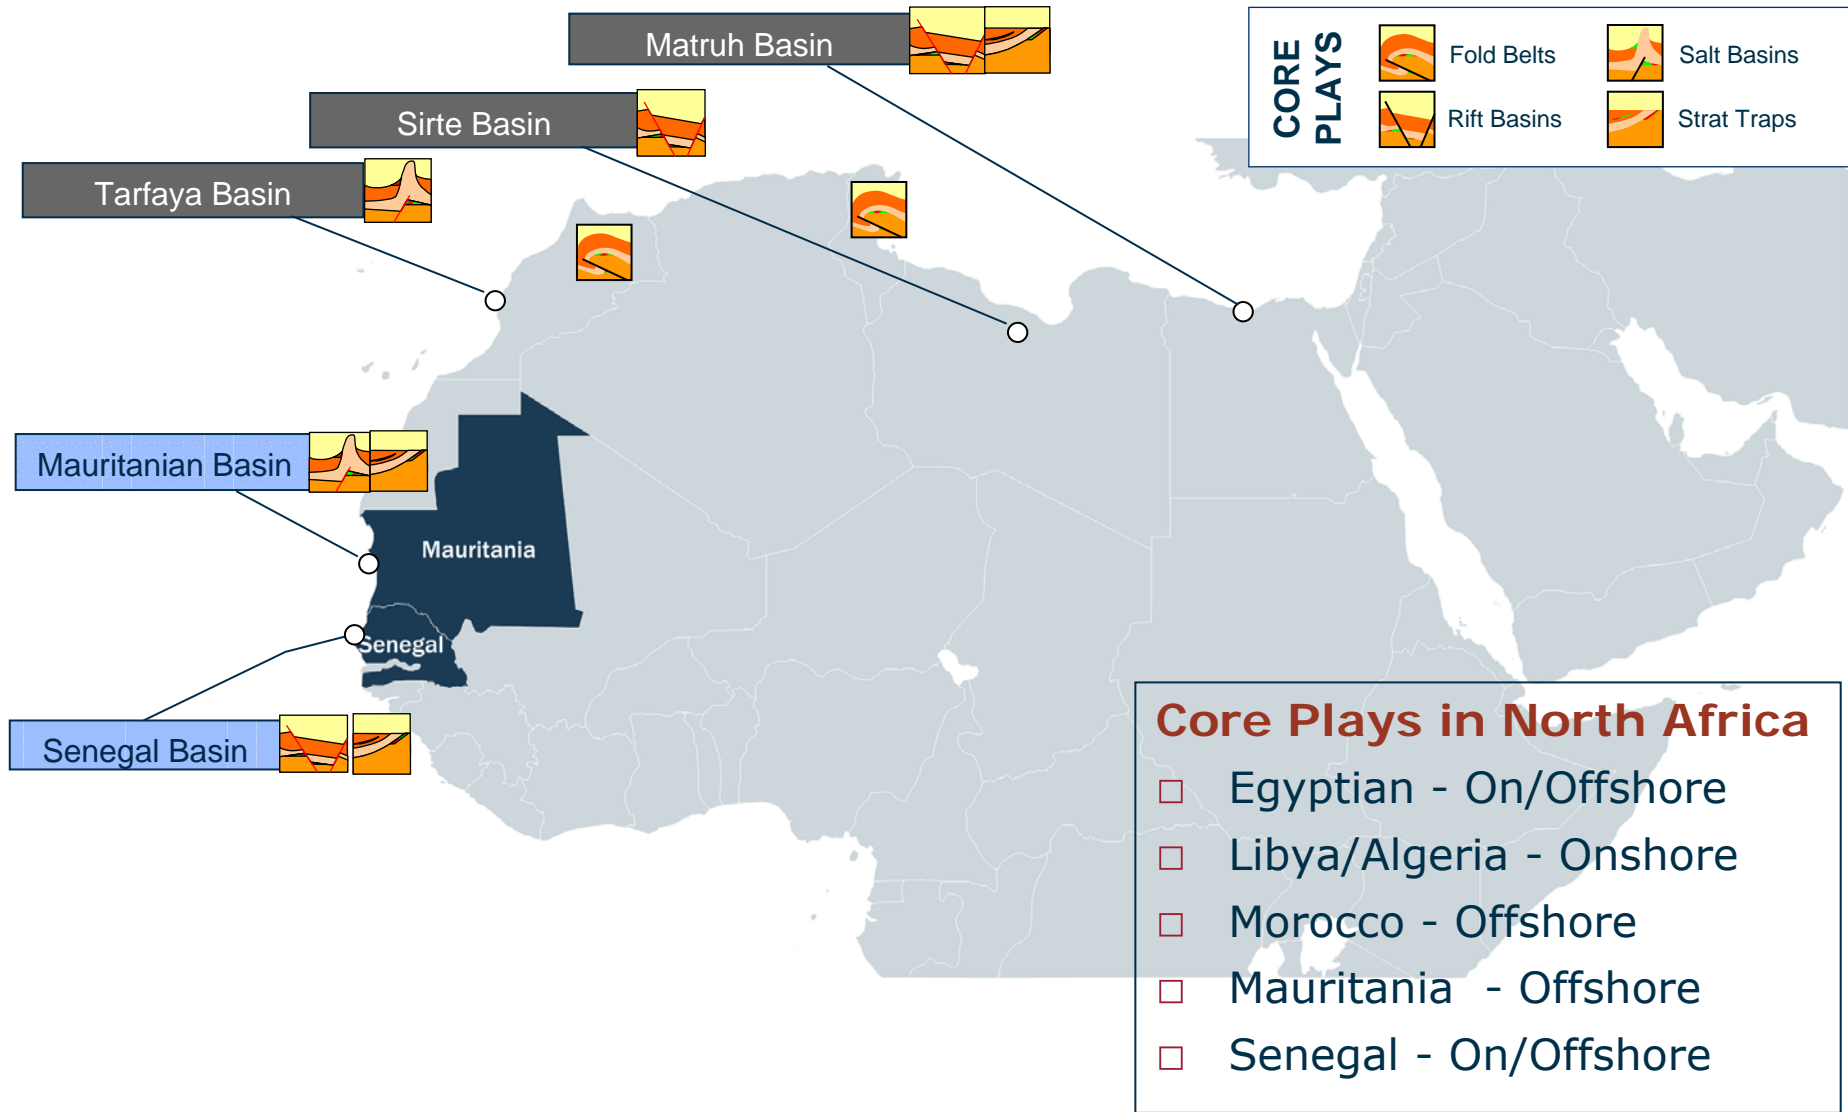 Matruh Basin
Sirte Basin
Tarfaya Basin
CORE
PLAYS
Fold Belts
Salt Basins
Rift Basins
Strat Traps
Mauritanian Basin
Mauritania
Senegal
Senegal Basin
Core Plays in North Africa
Egyptian - On/Offshore
Libya/Algeria - Onshore
Morocco - Offshore
Mauritania - Offshore
Senegal - On/Offshore